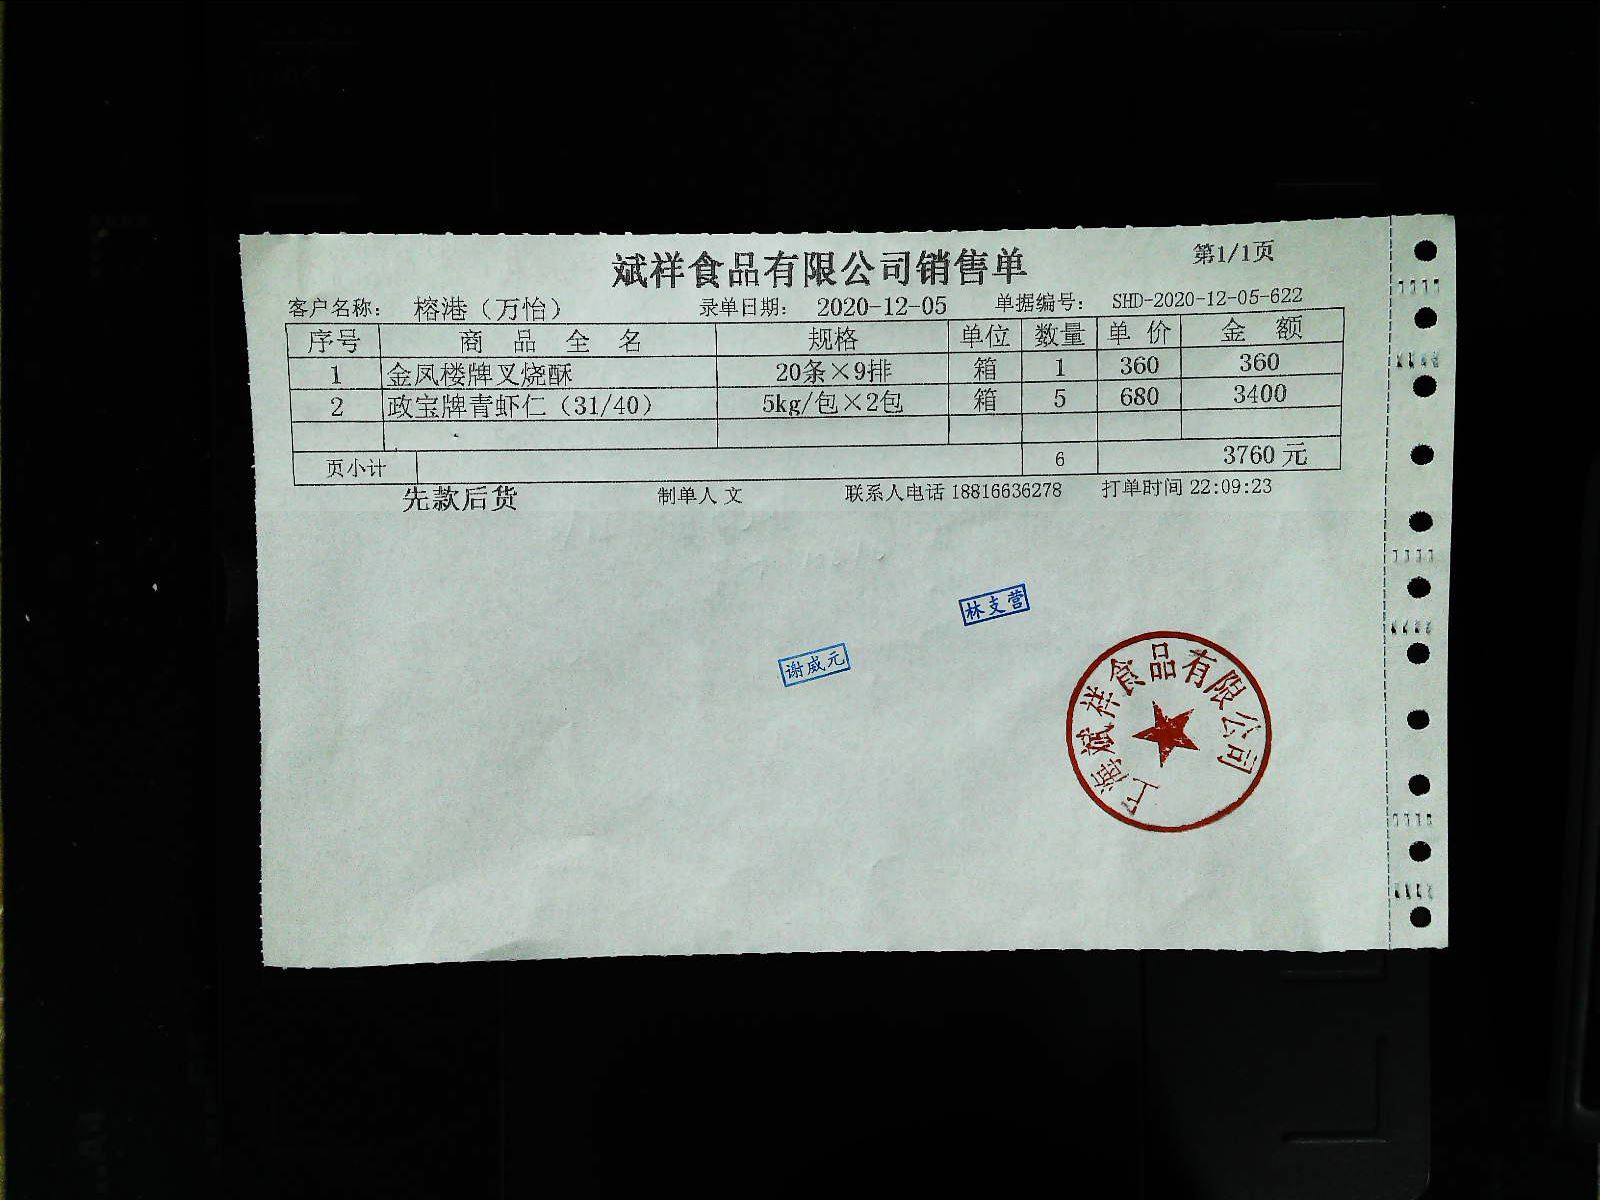 斌祥食品有限公司销售单 第1/1页
客户名称： 榕港（万怡） 录单日期： 2020-12-05 单据编号： SHD-2020-12-05-622
序号 商品全名 规格 单位 数量 单价 金额
1 金凤楼牌叉烧酥 20条×9排 箱 1 360 360
2 政宝牌青虾仁（31/40） 5kg/包×2包 箱 5 680 3400
页小计 6 3760 元
先款后货 制单人 文 联系人电话 18816636278 打单时间 22:09:23
林支营
谢威元
上海斌祥食品有限公司